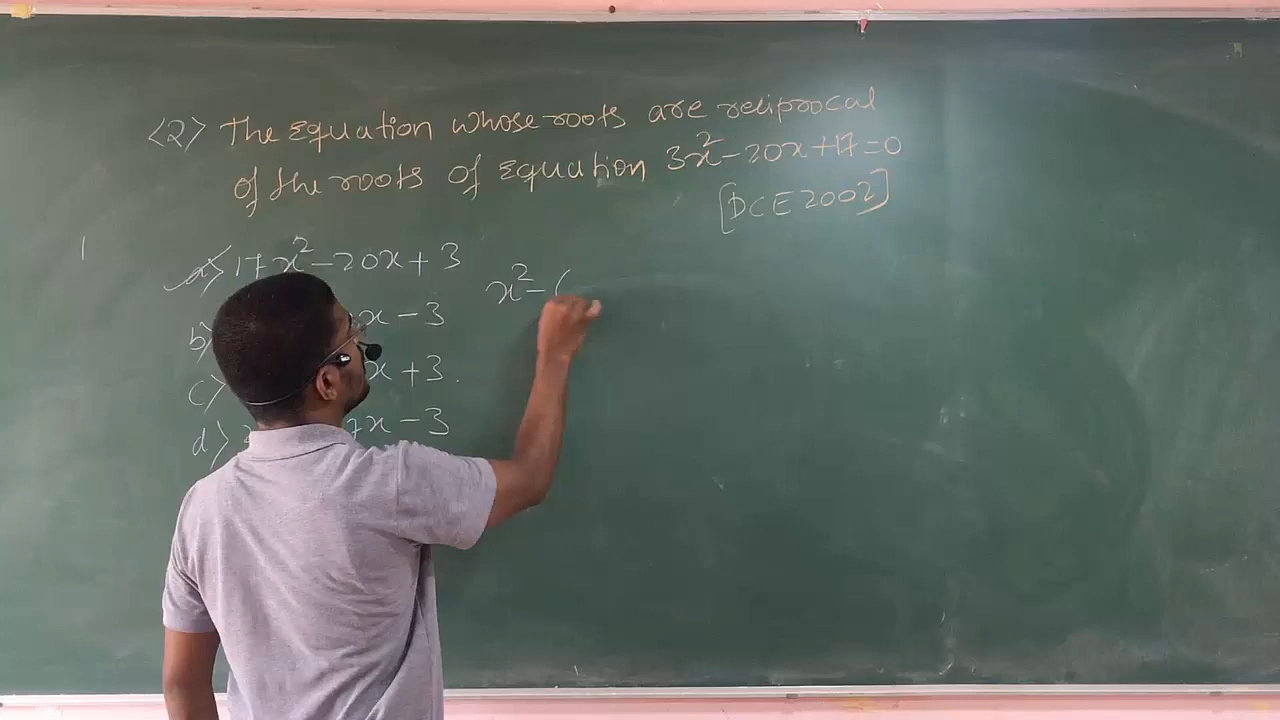 <2> The Equation whose roots are reciprocal
of the roots of Equation 3x²-20x+17=0
[DCE 2002]
a) 17x²-20x+3
x²-(
b) x-3
c) x+3.
d) 7x-3